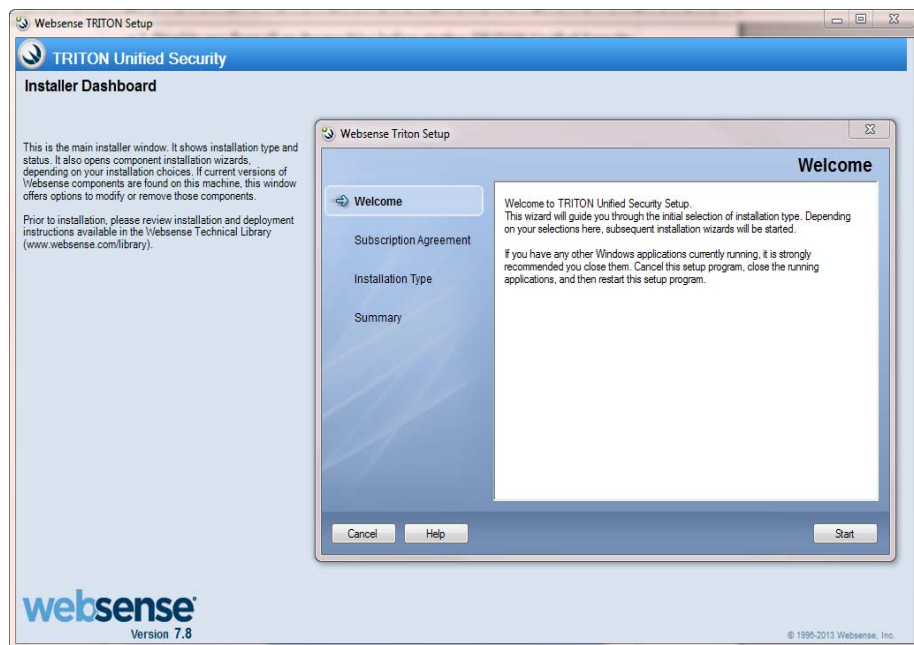 Websense TRITON Setup
TRITON Unified Security
Installer Dashboard
This is the main installer window. It shows installation type and
status. It also opens component installation wizards,
depending on your installation choices. If current versions of
Websense components are found on this machine, this window
offers options to modify or remove those components.
Prior to installation, please review installation and deployment
instructions available in the Websense Technical Library
(www.websense.com/library).
Websense Triton Setup
Welcome
Welcome
Subscription Agreement
Installation Type
Summary
Welcome to TRITON Unified Security Setup.
This wizard will guide you through the initial selection of installation type. Depending
on your selections here, subsequent installation wizards will be started.
If you have any other Windows applications currently running, it is strongly
recommended you close them. Cancel this setup program, close the running
applications, and then restart this setup program.
Cancel
Help
Start
websense
Version 7.8
© 1996-2013 Websense, Inc.